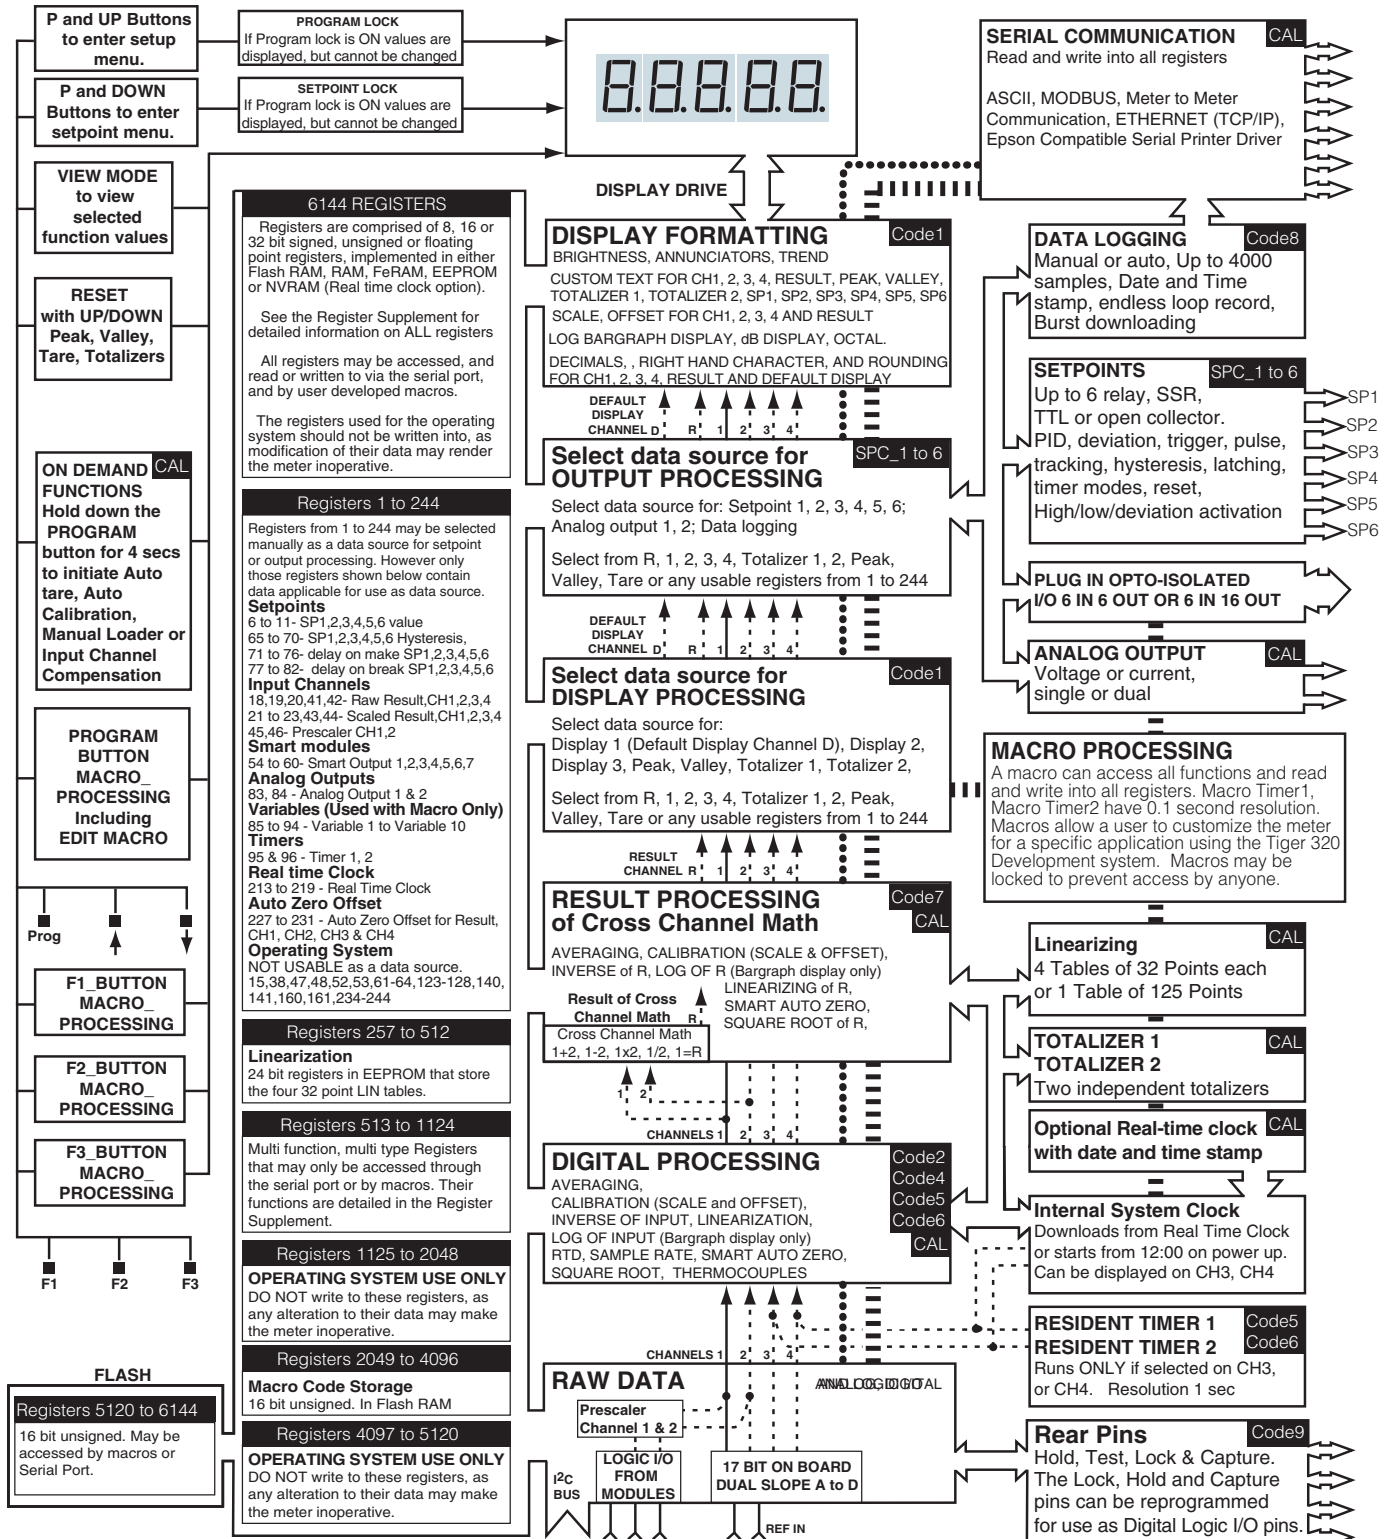 P and UP Buttons
to enter setup
menu.
PROGRAM LOCK
If Program lock is ON values are
displayed, but cannot be changed
P and DOWN
Buttons to enter
setpoint menu.
SETPOINT LOCK
If Program lock is ON values are
displayed, but cannot be changed
VIEW MODE
to view
selected
function values
RESET
with UP/DOWN
Peak, Valley,
Tare, Totalizers
ON DEMAND CAL
FUNCTIONS
Hold down the
PROGRAM
button for 4 secs
to initiate Auto
tare, Auto
Calibration,
Manual Loader or
Input Channel
Compensation
PROGRAM
BUTTON
MACRO_
PROCESSING
Including
EDIT MACRO
Prog
F1_BUTTON
MACRO_
PROCESSING
F2_BUTTON
MACRO_
PROCESSING
F3_BUTTON
MACRO_
PROCESSING
F1 F2 F3
FLASH
Registers 5120 to 6144
16 bit unsigned. May be
accessed by macros or
Serial Port.
6144 REGISTERS
Registers are comprised of 8, 16 or
32 bit signed, unsigned or floating
point registers, implemented in either
Flash RAM, RAM, FeRAM, EEPROM
or NVRAM (Real time clock option).
See the Register Supplement for
detailed information on ALL registers
All registers may be accessed, and
read or written to via the serial port,
and by user developed macros.
The registers used for the operating
system should not be written into, as
modification of their data may render
the meter inoperative.
Registers 1 to 244
Registers from 1 to 244 may be selected
manually as a data source for setpoint
or output processing. However only
those registers shown below contain
data applicable for use as data source.
Setpoints
6 to 11- SP1,2,3,4,5,6 value
65 to 70- SP1,2,3,4,5,6 Hysteresis,
71 to 76- delay on make SP1,2,3,4,5,6
77 to 82- delay on break SP1,2,3,4,5,6
Input Channels
18,19,20,41,42- Raw Result,CH1,2,3,4
21 to 23,43,44- Scaled Result,CH1,2,3,4
45,46- Prescaler CH1,2
Smart modules
54 to 60- Smart Output 1,2,3,4,5,6,7
Analog Outputs
83, 84 - Analog Output 1 & 2
Variables (Used with Macro Only)
85 to 94 - Variable 1 to Variable 10
Timers
95 & 96 - Timer 1, 2
Real time Clock
213 to 219 - Real Time Clock
Auto Zero Offset
227 to 231 - Auto Zero Offset for Result,
CH1, CH2, CH3 & CH4
Operating System
NOT USABLE as a data source.
15,38,47,48,52,53,61-64,123-128,140,
141,160,161,234-244
Registers 257 to 512
Linearization
24 bit registers in EEPROM that store
the four 32 point LIN tables.
Registers 513 to 1124
Multi function, multi type Registers
that may only be accessed through
the serial port or by macros. Their
functions are detailed in the Register
Supplement.
Registers 1125 to 2048
OPERATING SYSTEM USE ONLY
DO NOT write to these registers, as
any alteration to their data may make
the meter inoperative.
Registers 2049 to 4096
Macro Code Storage
16 bit unsigned. In Flash RAM
Registers 4097 to 5120
OPERATING SYSTEM USE ONLY
DO NOT write to these registers, as
any alteration to their data may make
the meter inoperative.
8.8.8.8.8.
DISPLAY DRIVE
DISPLAY FORMATTING Code1
BRIGHTNESS, ANNUNCIATORS, TREND
CUSTOM TEXT FOR CH1, 2, 3, 4, RESULT, PEAK, VALLEY,
TOTALIZER 1, TOTALIZER 2, SP1, SP2, SP3, SP4, SP5, SP6
SCALE, OFFSET FOR CH1, 2, 3, 4 AND RESULT
LOG BARGRAPH DISPLAY, dB DISPLAY, OCTAL.
DECIMALS, , RIGHT HAND CHARACTER, AND ROUNDING
FOR CH1, 2, 3, 4, RESULT AND DEFAULT DISPLAY
DEFAULT
DISPLAY
CHANNEL D R 1 2 3 4
Select data source for SPC_1 to 6
OUTPUT PROCESSING
Select data source for: Setpoint 1, 2, 3, 4, 5, 6;
Analog output 1, 2; Data logging
Select from R, 1, 2, 3, 4, Totalizer 1, 2, Peak,
Valley, Tare or any usable registers from 1 to 244
DEFAULT
DISPLAY
CHANNEL D R 1 2 3 4
Select data source for Code1
DISPLAY PROCESSING
Select data source for:
Display 1 (Default Display Channel D), Display 2,
Display 3, Peak, Valley, Totalizer 1, Totalizer 2,
Select from R, 1, 2, 3, 4, Totalizer 1, 2, Peak,
Valley, Tare or any usable registers from 1 to 244
RESULT
CHANNEL R 1 2 3 4
RESULT PROCESSING Code7
of Cross Channel Math CAL
AVERAGING, CALIBRATION (SCALE & OFFSET),
INVERSE of R, LOG OF R (Bargraph display only)
LINEARIZING of R,
SMART AUTO ZERO,
SQUARE ROOT of R,
Result of Cross
Channel Math R
Cross Channel Math
1+2, 1-2, 1x2, 1/2, 1=R
1 2
CHANNELS 1 2 3 4
DIGITAL PROCESSING Code2
Code4
Code5
Code6
CAL
AVERAGING,
CALIBRATION (SCALE and OFFSET),
INVERSE OF INPUT, LINEARIZATION,
LOG OF INPUT (Bargraph display only)
RTD, SAMPLE RATE, SMART AUTO ZERO,
SQUARE ROOT, THERMOCOUPLES
CHANNELS 1 2 3 4
RAW DATA
Prescaler
Channel 1 & 2
LOGIC I/O
FROM
MODULES
17 BIT ON BOARD
DUAL SLOPE A to D
I2C
BUS
REF IN
SERIAL COMMUNICATION CAL
Read and write into all registers
ASCII, MODBUS, Meter to Meter
Communication, ETHERNET (TCP/IP),
Epson Compatible Serial Printer Driver
DATA LOGGING Code8
Manual or auto, Up to 4000
samples, Date and Time
stamp, endless loop record,
Burst downloading
SETPOINTS SPC_1 to 6
Up to 6 relay, SSR,
TTL or open collector.
PID, deviation, trigger, pulse,
tracking, hysteresis, latching,
timer modes, reset,
High/low/deviation activation
SP1
SP2
SP3
SP4
SP5
SP6
PLUG IN OPTO-ISOLATED
I/O 6 IN 6 OUT OR 6 IN 16 OUT
ANALOG OUTPUT CAL
Voltage or current,
single or dual
MACRO PROCESSING
A macro can access all functions and read
and write into all registers. Macro Timer1,
Macro Timer2 have 0.1 second resolution.
Macros allow a user to customize the meter
for a specific application using the Tiger 320
Development system. Macros may be
locked to prevent access by anyone.
Linearizing CAL
4 Tables of 32 Points each
or 1 Table of 125 Points
TOTALIZER 1 CAL
TOTALIZER 2
Two independent totalizers
Optional Real-time clock CAL
with date and time stamp
Internal System Clock
Downloads from Real Time Clock
or starts from 12:00 on power up.
Can be displayed on CH3, CH4
RESIDENT TIMER 1 Code5
RESIDENT TIMER 2 Code6
Runs ONLY if selected on CH3,
or CH4. Resolution 1 sec
Rear Pins Code9
Hold, Test, Lock & Capture.
The Lock, Hold and Capture
pins can be reprogrammed
for use as Digital Logic I/O pins.